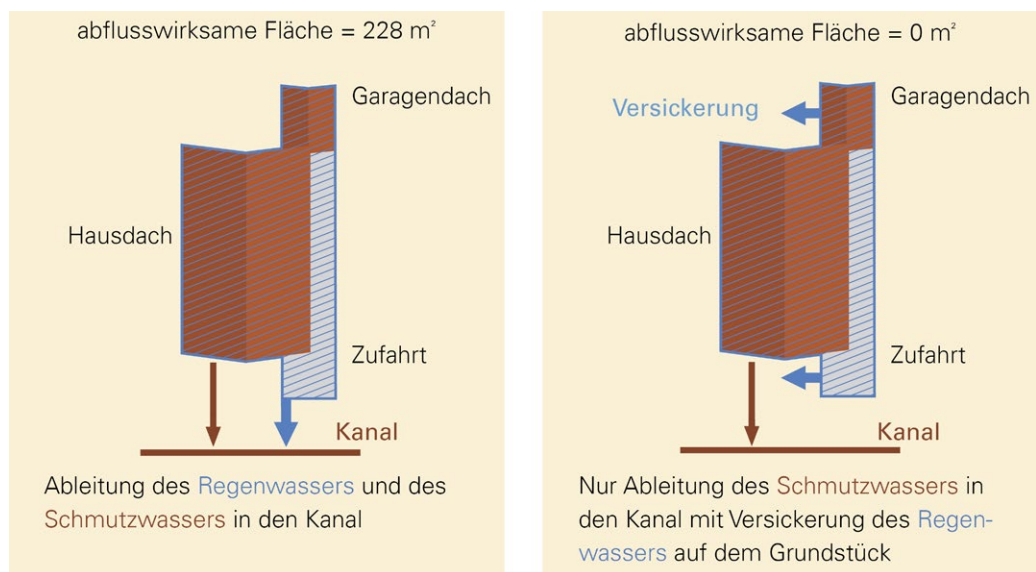 abflusswirksame Fläche = 228 m²
Garagendach
Hausdach
Zufahrt
Kanal
Ableitung des Regenwassers und des
Schmutzwassers in den Kanal
abflusswirksame Fläche = 0 m²
Versickerung
Garagendach
Hausdach
Zufahrt
Kanal
Nur Ableitung des Schmutzwassers in
den Kanal mit Versickerung des Regen-
wassers auf dem Grundstück